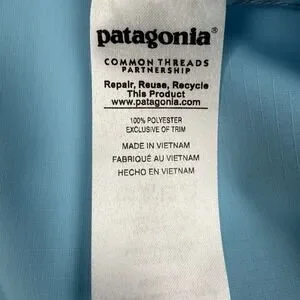 patagonia®
COMMON THREADS
PARTNERSHIP
Repair, Reuse, Recycle
This Product
www.patagonia.com
100% POLYESTER
EXCLUSIVE OF TRIM
MADE IN VIETNAM
FABRIQUÉ AU VIETNAM
HECHO EN VIETNAM